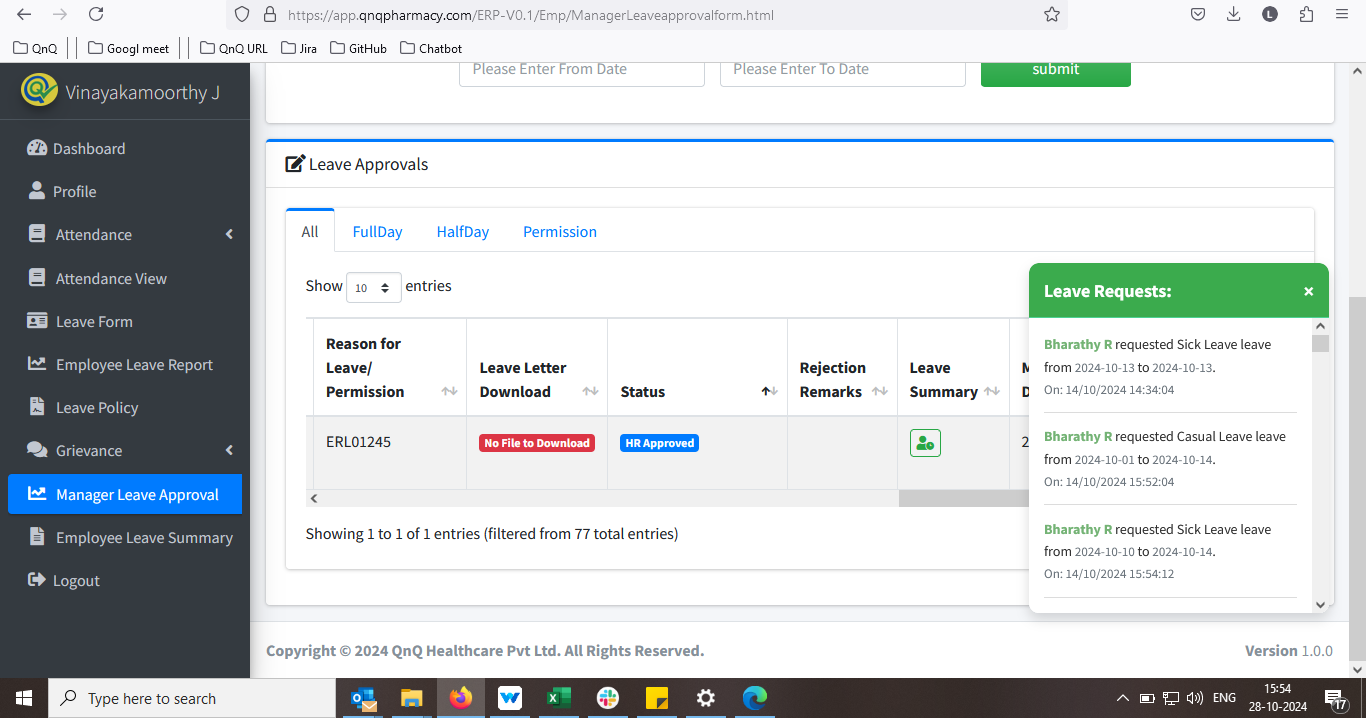 https://app.qnqpharmacy.com/ERP-V0.1/Emp/ManagerLeaveapprovalform.html
L
QnQ
Googl meet
QnQ URL
Jira
GitHub
Chatbot
Vinayakamoorthy J
Dashboard
Profile
Attendance
Attendance View
Leave Form
Employee Leave Report
Leave Policy
Grievance
Manager Leave Approval
Employee Leave Summary
Logout
Please Enter From Date
Please Enter To Date
submit
Leave Approvals
All
FullDay
HalfDay
Permission
Show 10 entries
Reason for
Leave/
Permission
Leave Letter
Download
Status
Rejection
Remarks
Leave
Summary
M
D
ERL01245
No File to Download
HR Approved
2
Showing 1 to 1 of 1 entries (filtered from 77 total entries)
Leave Requests:
×
Bharathy R requested Sick Leave leave
from 2024-10-13 to 2024-10-13.
On: 14/10/2024 14:34:04
Bharathy R requested Casual Leave leave
from 2024-10-01 to 2024-10-14.
On: 14/10/2024 15:52:04
Bharathy R requested Sick Leave leave
from 2024-10-10 to 2024-10-14.
On: 14/10/2024 15:54:12
Copyright © 2024 QnQ Healthcare Pvt Ltd. All Rights Reserved.
Version 1.0.0
Type here to search
ENG
15:54
28-10-2024
17